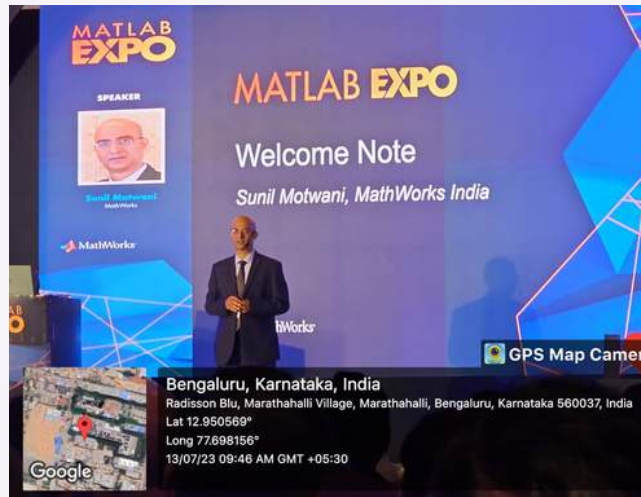 MATLAB
EXPO
SPEAKER
Sunil Motwani
MathWorks
MathWorks
MATLAB EXPO
Welcome Note
Sunil Motwani, MathWorks India
hWorks
AB
O
GPS Map Came
Bengaluru, Karnataka, India
Radisson Blu, Marathahalli Village, Marathahalli, Bengaluru, Karnataka 560037, India
Lat 12.950569°
Long 77.698156°
13/07/23 09:46 AM GMT +05:30
Google